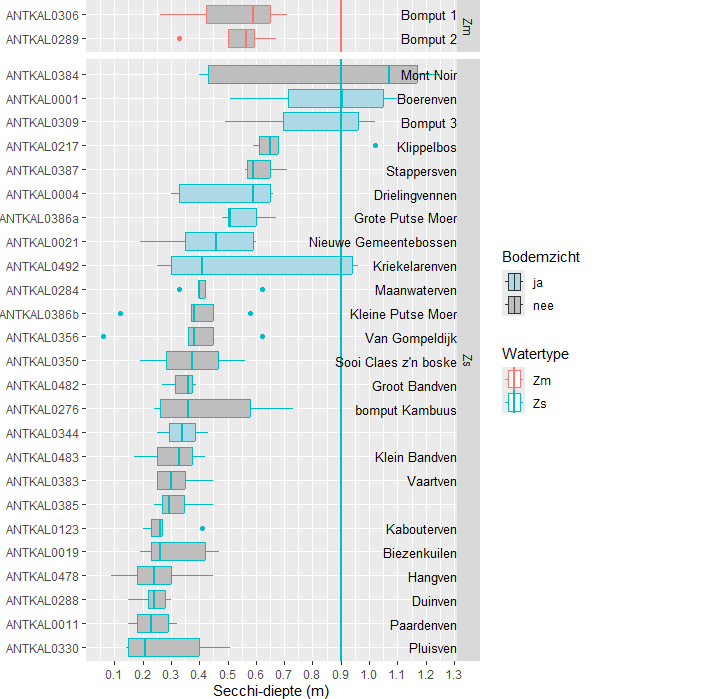 ANTKAL0306 Bomput 1
ANTKAL0289 Bomput 2
Zm
ANTKAL0384 Mont Noir
ANTKAL0001 Boerenven
ANTKAL0309 Bomput 3
ANTKAL0217 Klippelbos
ANTKAL0387 Stappersven
ANTKAL0004 Drielingvennen
ANTKAL0386a Grote Putse Moer
ANTKAL0021 Nieuwe Gemeentebossen
ANTKAL0492 Kriekelarenven
ANTKAL0284 Maanwaterven
ANTKAL0386b Kleine Putse Moer
ANTKAL0356 Van Gompeldijk
ANTKAL0350 Sooi Claes z'n boske
ANTKAL0482 Groot Bandven
ANTKAL0276 bomput Kambuus
ANTKAL0344
ANTKAL0483 Klein Bandven
ANTKAL0383 Vaartven
ANTKAL0385
ANTKAL0123 Kabouterven
ANTKAL0019 Biezenkuilen
ANTKAL0478 Hangven
ANTKAL0288 Duinven
ANTKAL0011 Paardenven
ANTKAL0330 Pluisven
Zs
0.1 0.2 0.3 0.4 0.5 0.6 0.7 0.8 0.9 1.0 1.1 1.2 1.3
Secchi-diepte (m)
Bodemzicht
ja
nee
Watertype
Zm
Zs